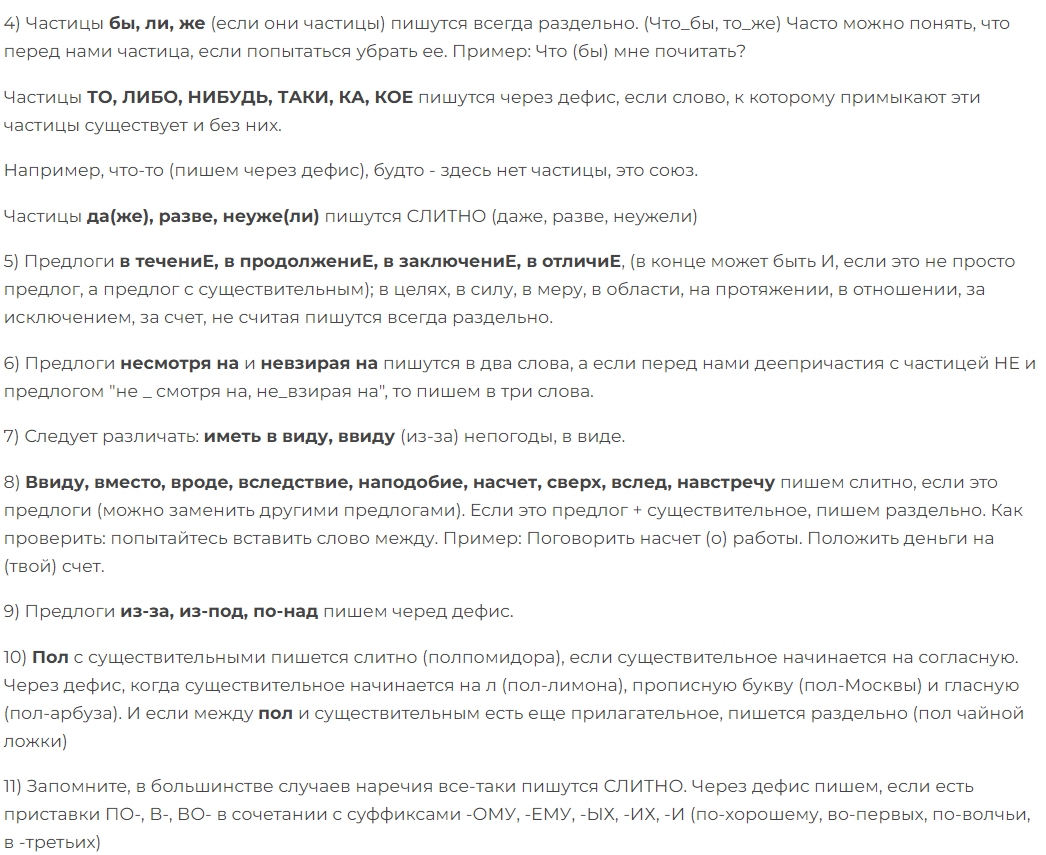 4) Частицы бы, ли, же (если они частицы) пишутся всегда раздельно. (Что_бы, то_же) Часто можно понять, что
перед нами частица, если попытаться убрать ее. Пример: Что (бы) мне почитать?
Частицы ТО, ЛИБО, НИБУДЬ, ТАКИ, КА, КОЕ пишутся через дефис, если слово, к которому примыкают эти
частицы существует и без них.
Например, что-то (пишем через дефис), будто - здесь нет частицы, это союз.
Частицы да(же), разве, неуже(ли) пишутся СЛИТНО (даже, разве, неужели)
5) Предлоги в течениЕ, в продолжениЕ, в заключениЕ, в отличиЕ, (в конце может быть И, если это не просто
предлог, а предлог с существительным); в целях, в силу, в меру, в области, на протяжении, в отношении, за
исключением, за счет, не считая пишутся всегда раздельно.
6) Предлоги несмотря на и невзирая на пишутся в два слова, а если перед нами деепричастия с частицей НЕ и
предлогом "не _ смотря на, не_взирая на", то пишем в три слова.
7) Следует различать: иметь в виду, ввиду (из-за) непогоды, в виде.
8) Ввиду, вместо, вроде, вследствие, наподобие, насчет, сверх, вслед, навстречу пишем слитно, если это
предлоги (можно заменить другими предлогами). Если это предлог + существительное, пишем раздельно. Как
проверить: попытайтесь вставить слово между. Пример: Поговорить насчет (о) работы. Положить деньги на
(твой) счет.
9) Предлоги из-за, из-под, по-над пишем черед дефис.
10) Пол с существительными пишется слитно (полпомидора), если существительное начинается на согласную.
Через дефис, когда существительное начинается на л (пол-лимона), прописную букву (пол-Москвы) и гласную
(пол-арбуза). И если между пол и существительным есть еще прилагательное, пишется раздельно (пол чайной
ложки)
11) Запомните, в большинстве случаев наречия все-таки пишутся СЛИТНО. Через дефис пишем, если есть
приставки ПО-, В-, ВО- в сочетании с суффиксами -ОМУ, -ЕМУ, -ЫХ, -ИХ, -И (по-хорошему, во-первых, по-волчьи,
в -третьих)